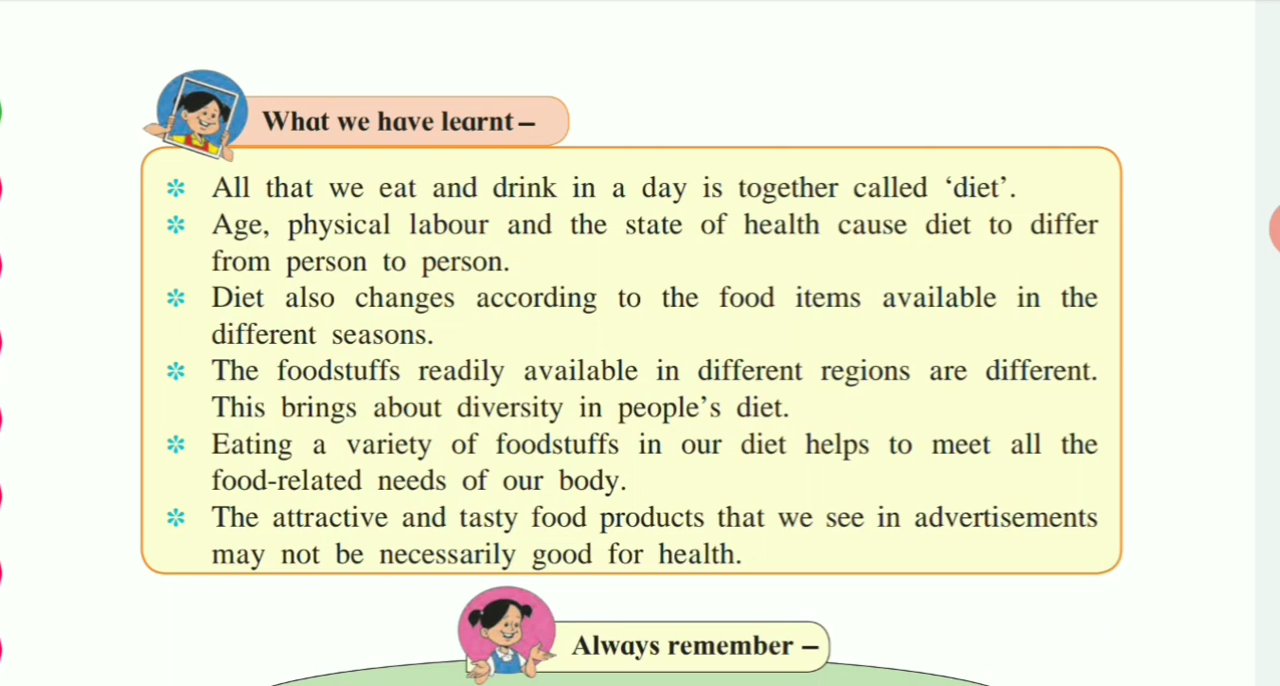 What we have learnt –
✼ All that we eat and drink in a day is together called ‘diet’.
✼ Age, physical labour and the state of health cause diet to differ
from person to person.
✼ Diet also changes according to the food items available in the
different seasons.
✼ The foodstuffs readily available in different regions are different.
This brings about diversity in people’s diet.
✼ Eating a variety of foodstuffs in our diet helps to meet all the
food-related needs of our body.
✼ The attractive and tasty food products that we see in advertisements
may not be necessarily good for health.
Always remember –